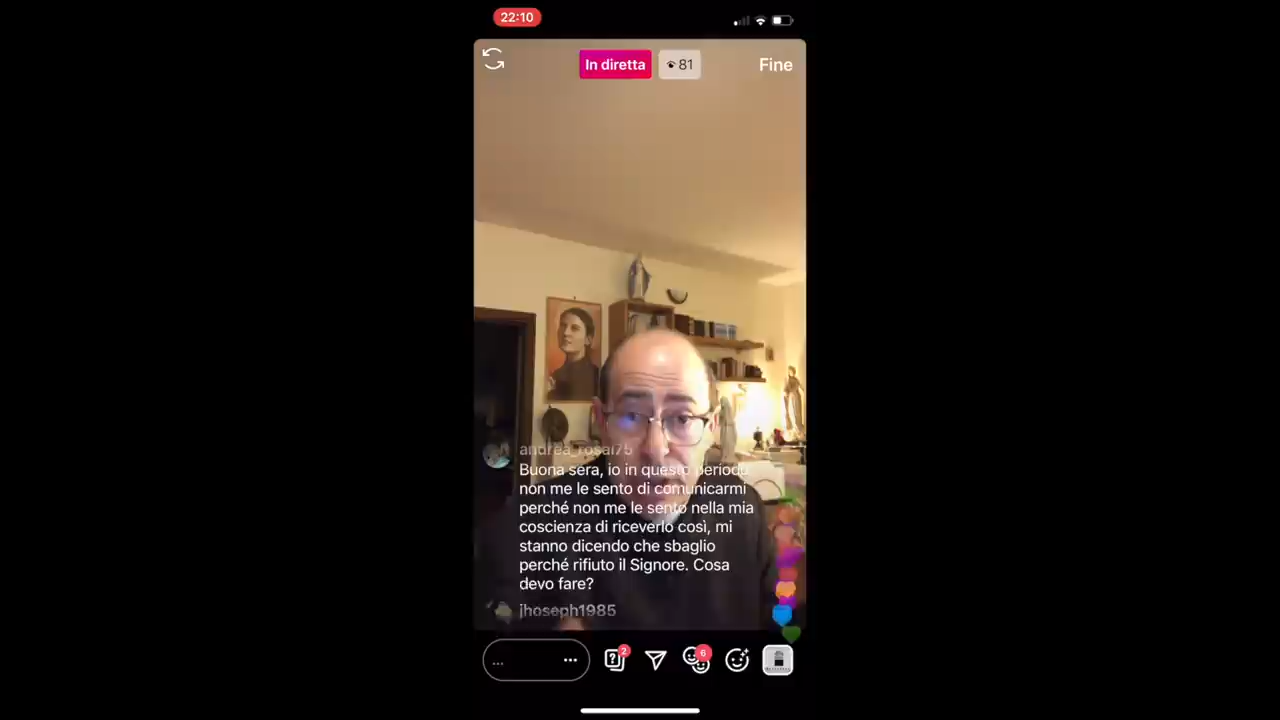 22:10
In diretta
81
Fine
andrea_rosai75
Buona sera, io in questo periodo
non me le sento di comunicarmi
perché non me le sento nella mia
coscienza di riceverlo così, mi
stanno dicendo che sbaglio
perché rifiuto il Signore. Cosa
devo fare?
jhoseph1985
...
2
6